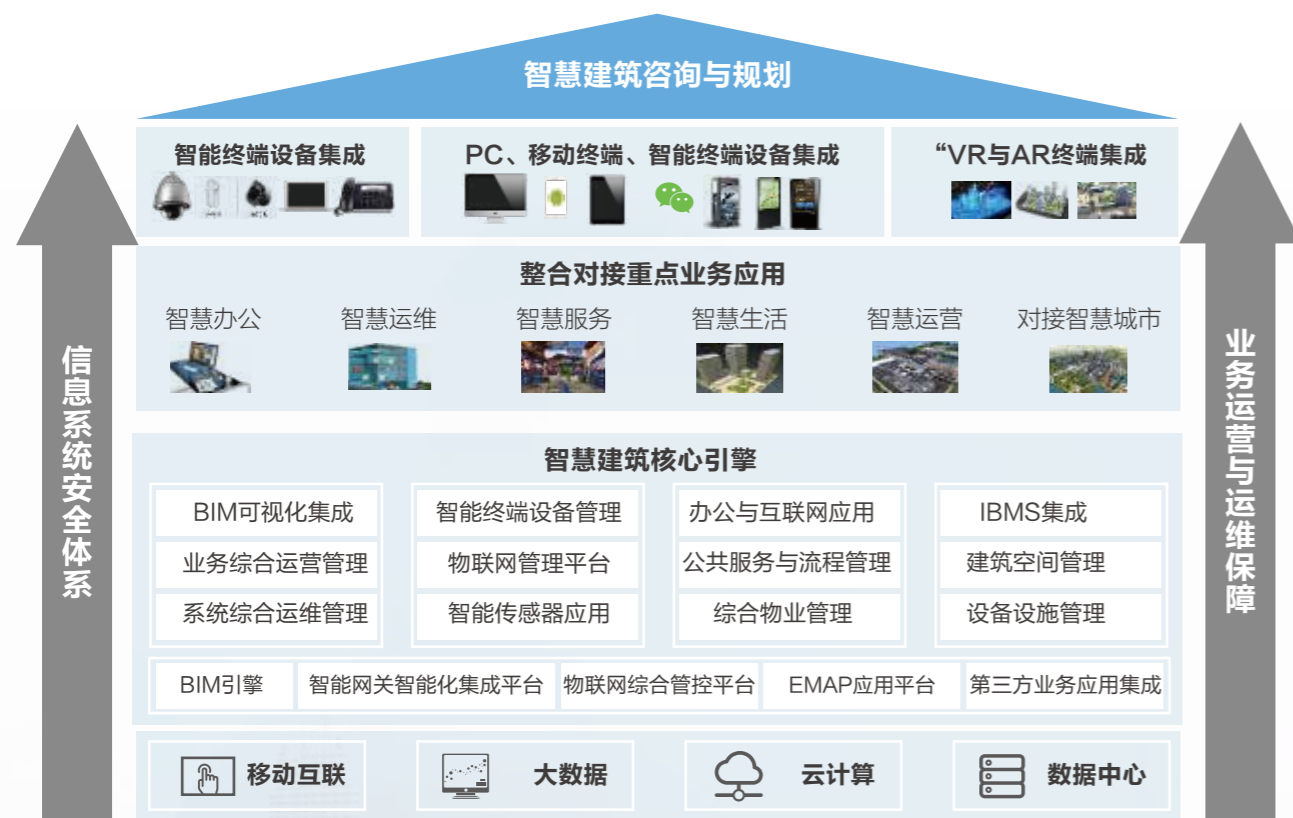 智慧建筑咨询与规划
智能终端设备集成
PC、移动终端、智能终端设备集成
“VR与AR终端集成
整合对接重点业务应用
智慧办公
智慧运维
智慧服务
智慧生活
智慧运营
对接智慧城市
信息系统安全体系
业务运营与运维保障
智慧建筑核心引擎
BIM可视化集成
智能终端设备管理
办公与互联网应用
IBMS集成
业务综合运营管理
物联网管理平台
公共服务与流程管理
建筑空间管理
系统综合运维管理
智能传感器应用
综合物业管理
设备设施管理
BIM引擎
智能网关智能化集成平台
物联网综合管控平台
EMAP应用平台
第三方业务应用集成
移动互联
大数据
云计算
数据中心